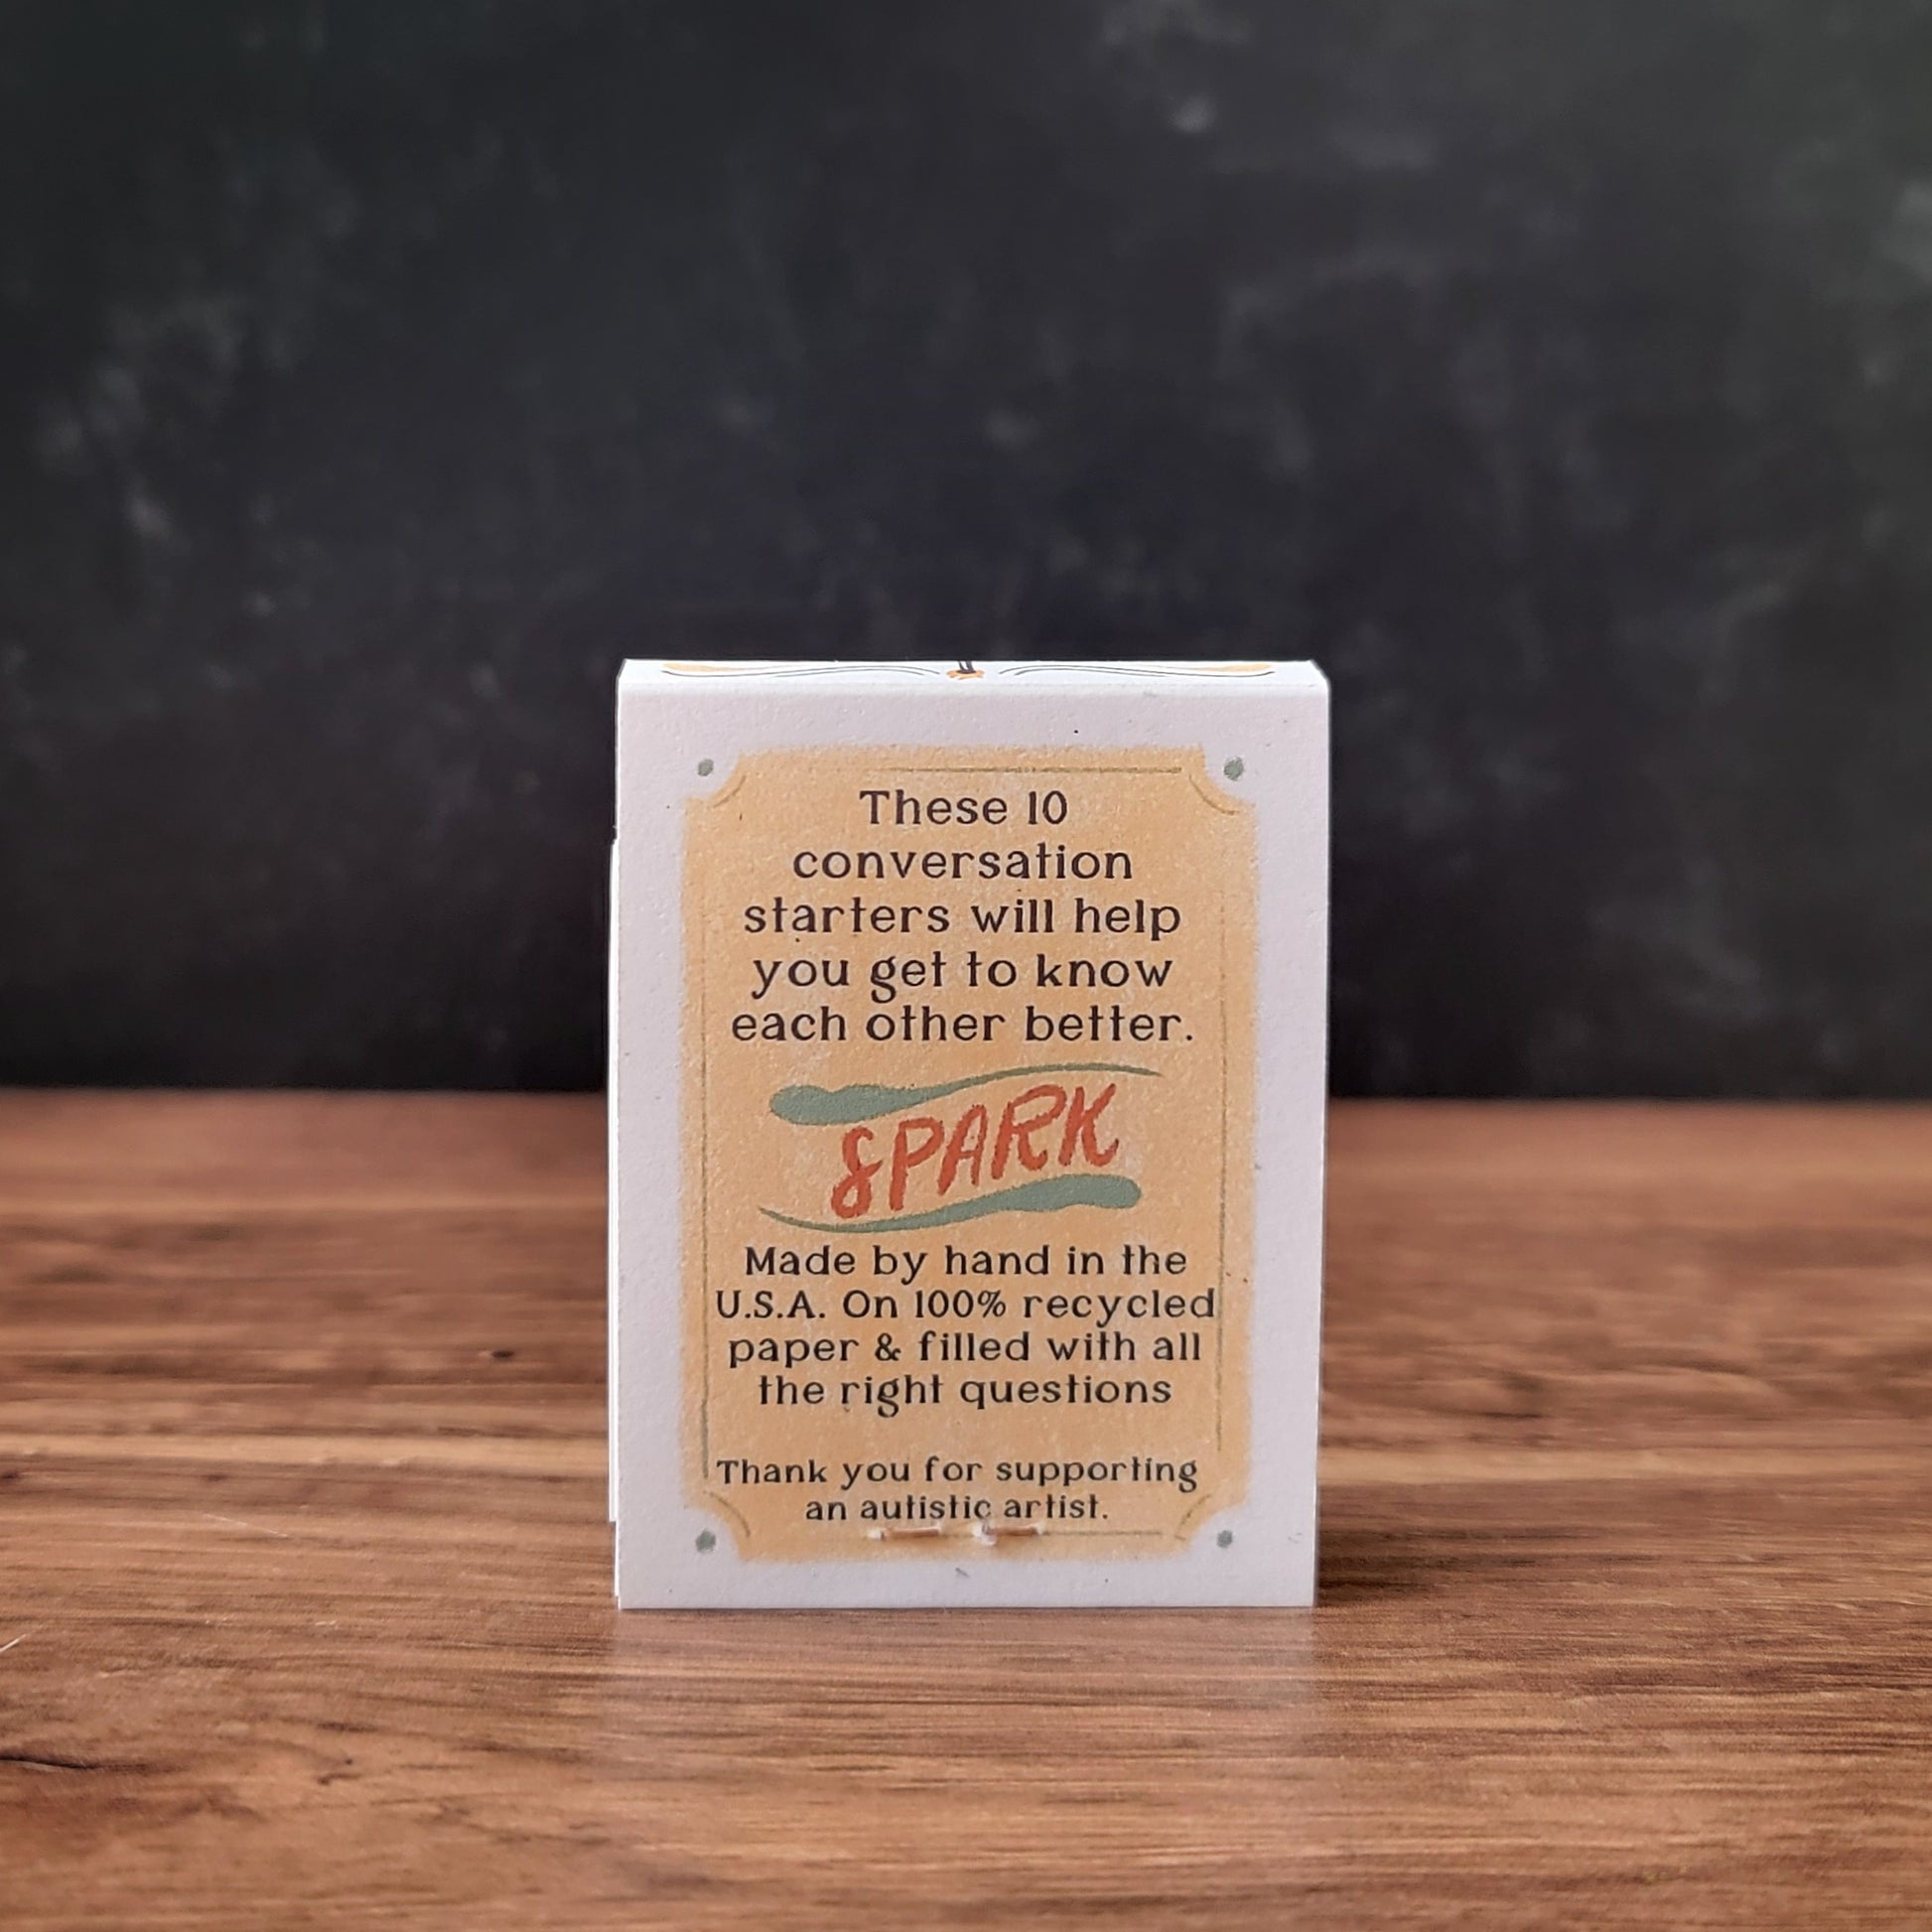 These 10
conversation
starters will help
you get to know
each other better.
SPARK
Made by hand in the
U.S.A. On 100% recycled
paper & filled with all
the right questions
Thank you for supporting
an autistic artist.